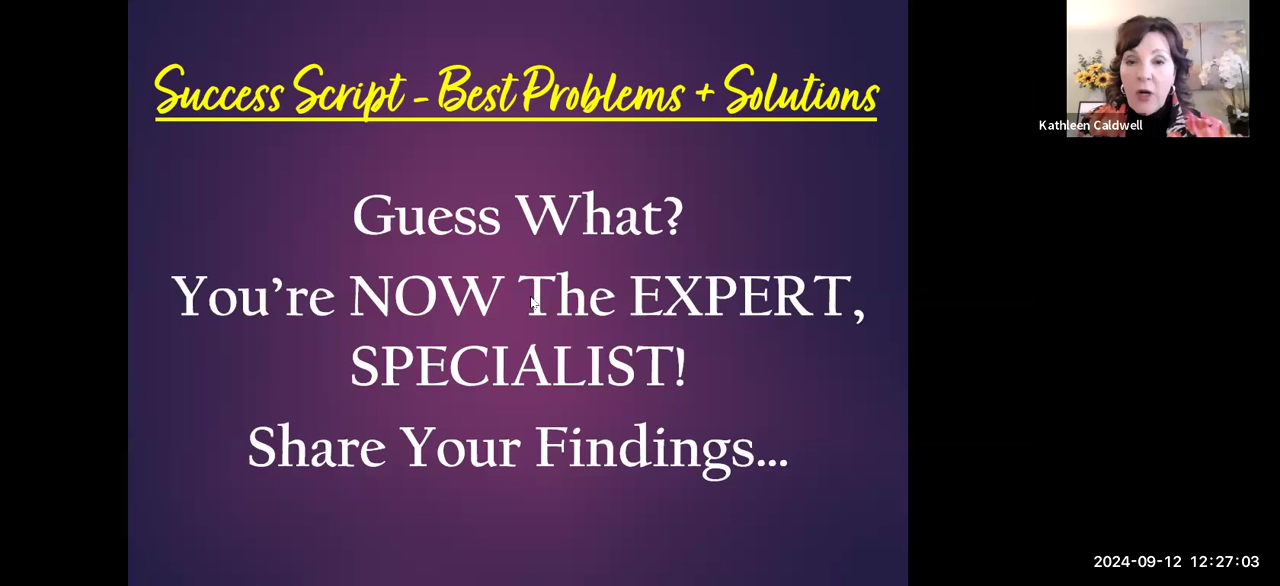 Success Script - Best Problems + Solutions
Guess What?
You're NOW The EXPERT,
SPECIALIST!
Share Your Findings...
Kathleen Caldwell
2024-09-12 12:27:03